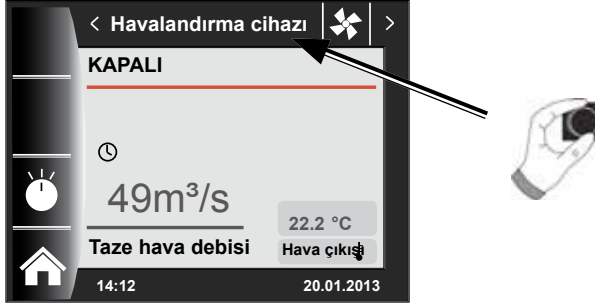 < Havalandırma cihazı >
KAPALI
49m³/s
22.2 °C
Taze hava debisi
Hava çıkışı
14:12
20.01.2013